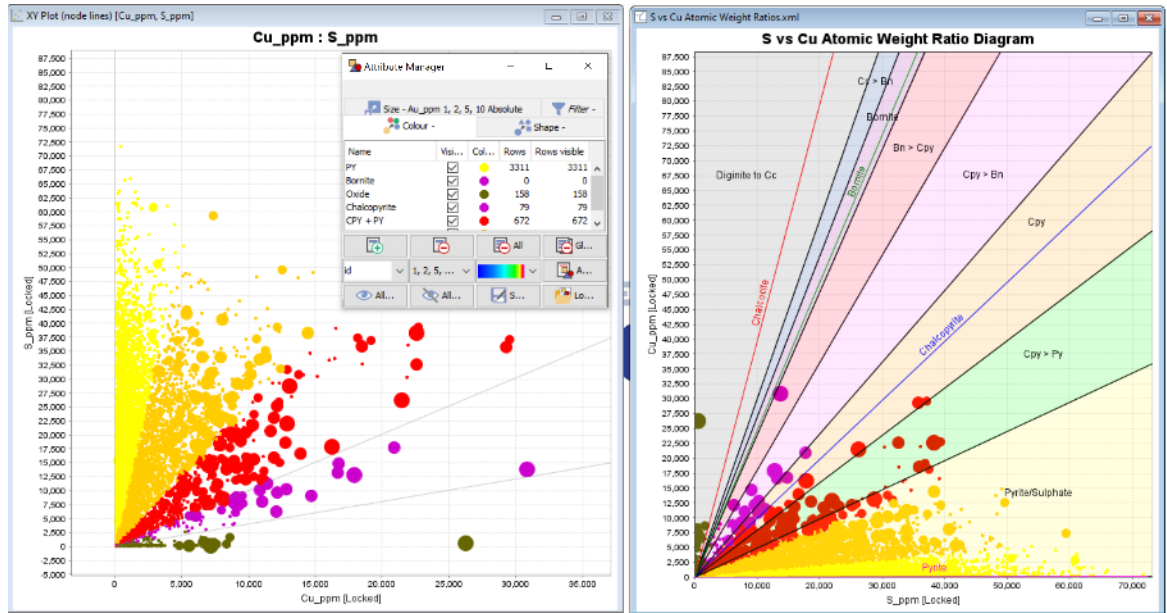 XY Plot (node lines) [Cu_ppm, S_ppm]
Cu_ppm : S_ppm
87,500
85,000
82,500
80,000
77,500
75,000
72,500
70,000
67,500
65,000
62,500
60,000
57,500
55,000
52,500
50,000
47,500
45,000
42,500
40,000
37,500
35,000
32,500
30,000
27,500
25,000
22,500
20,000
17,500
15,000
12,500
10,000
7,500
5,000
2,500
0
-2,500
-5,000
S_ppm [Locked]
0 5,000 10,000 15,000 20,000 25,000 30,000 35,000
Cu_ppm [Locked]
Attribute Manager
Size - Au_ppm 1, 2, 5, 10 Absolute Filter -
Colour - Shape -
Name Visi... Col... Rows Rows visible
PY 3311 3311
Bornite 0 0
Oxide 158 158
Chalcopyrite 79 79
CPY + PY 672 672
All Gl...
id 1, 2, 5, ... A...
All... All... S... Lo...
S vs Cu Atomic Weight Ratios.xml
S vs Cu Atomic Weight Ratio Diagram
87,500
85,000
82,500
80,000
77,500
75,000
72,500
70,000
67,500
65,000
62,500
60,000
57,500
55,000
52,500
50,000
47,500
45,000
42,500
40,000
37,500
35,000
32,500
30,000
27,500
25,000
22,500
20,000
17,500
15,000
12,500
10,000
7,500
5,000
2,500
0
Cu_ppm [Locked]
Cc > Bn
Bornite
Bn > Cpy
Diginite to Cc
Cpy > Bn
Bornite
Cpy
Chalcocite
Chalcopyrite
Cpy > Py
Pyrite/Sulphate
Pyrite
0 10,000 20,000 30,000 40,000 50,000 60,000 70,000
S_ppm [Locked]